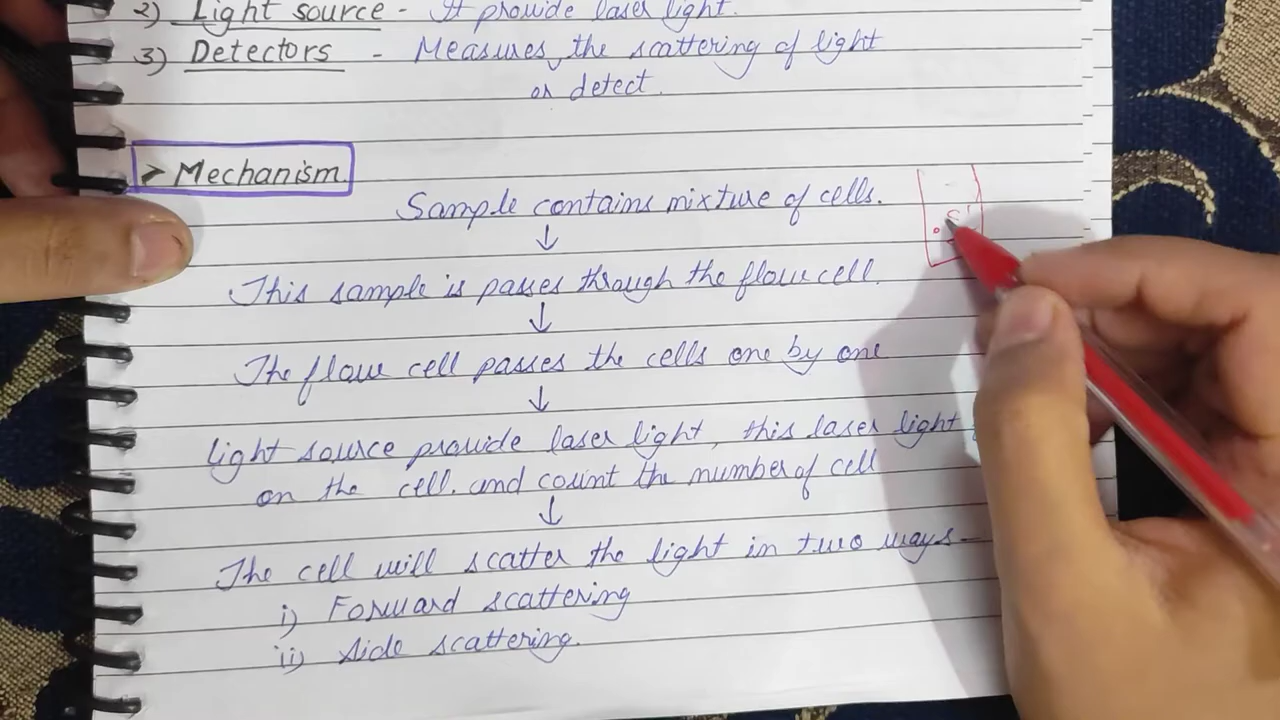 2) Light source - It provide laser light.
3) Detectors - Measures the scattering of light
or detect.
> Mechanism
Sample contains mixture of cells.
↓
This sample is passes through the flow cell.
↓
The flow cell passes the cells one by one
↓
light source provide laser light, this laser light
on the cell. and count the number of cell
↓
The cell will scatter the light in two ways-
i) Forward scattering
ii) side scattering.